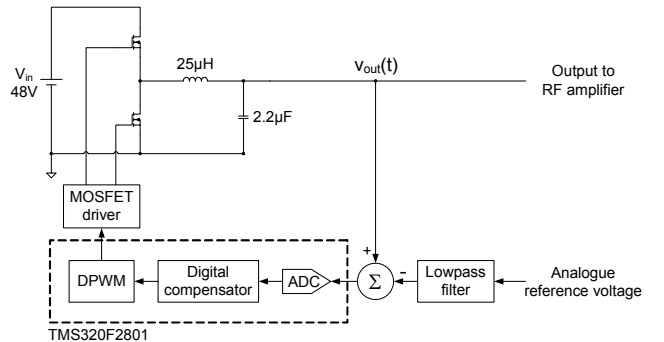 25µH
v_out(t)
V_in
48V
Output to
RF amplifier
2.2µF
MOSFET
driver
DPWM
Digital
compensator
ADC
+
Σ
-
Lowpass
filter
Analogue
reference voltage
TMS320F2801